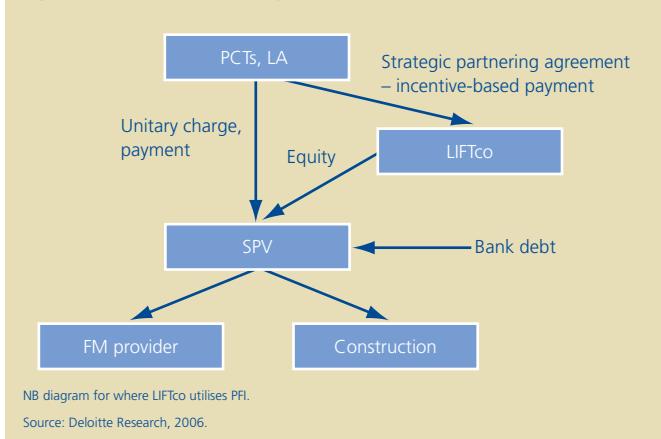 PCTs, LA
Strategic partnering agreement
– incentive-based payment
Unitary charge,
payment
Equity
LIFTco
SPV
Bank debt
FM provider
Construction
NB diagram for where LIFTco utilises PFI.
Source: Deloitte Research, 2006.